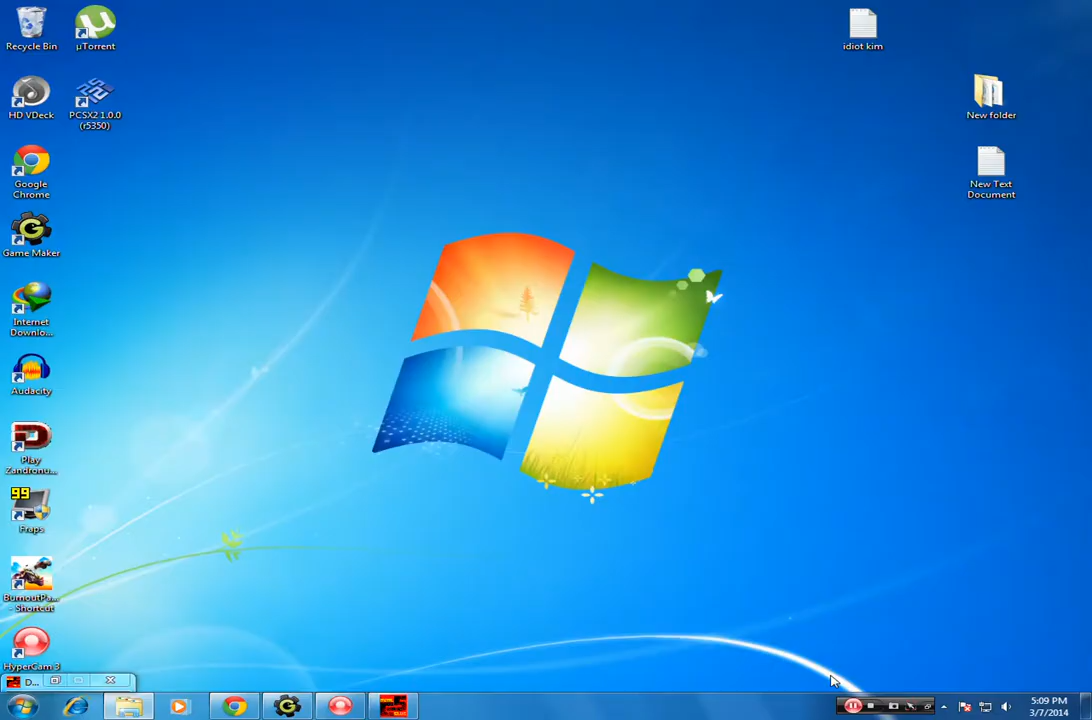 Recycle Bin
µTorrent
idiot kim
HD VDeck
PCSX2 1.0.0
(r5350)
New folder
Google
Chrome
New Text
Document
Game Maker
Internet
Downlo...
Audacity
Play
Zandronu...
99
Fraps
BurnoutPa...
- Shortcut
HyperCam 3
D...
5:09 PM
3/7/2014